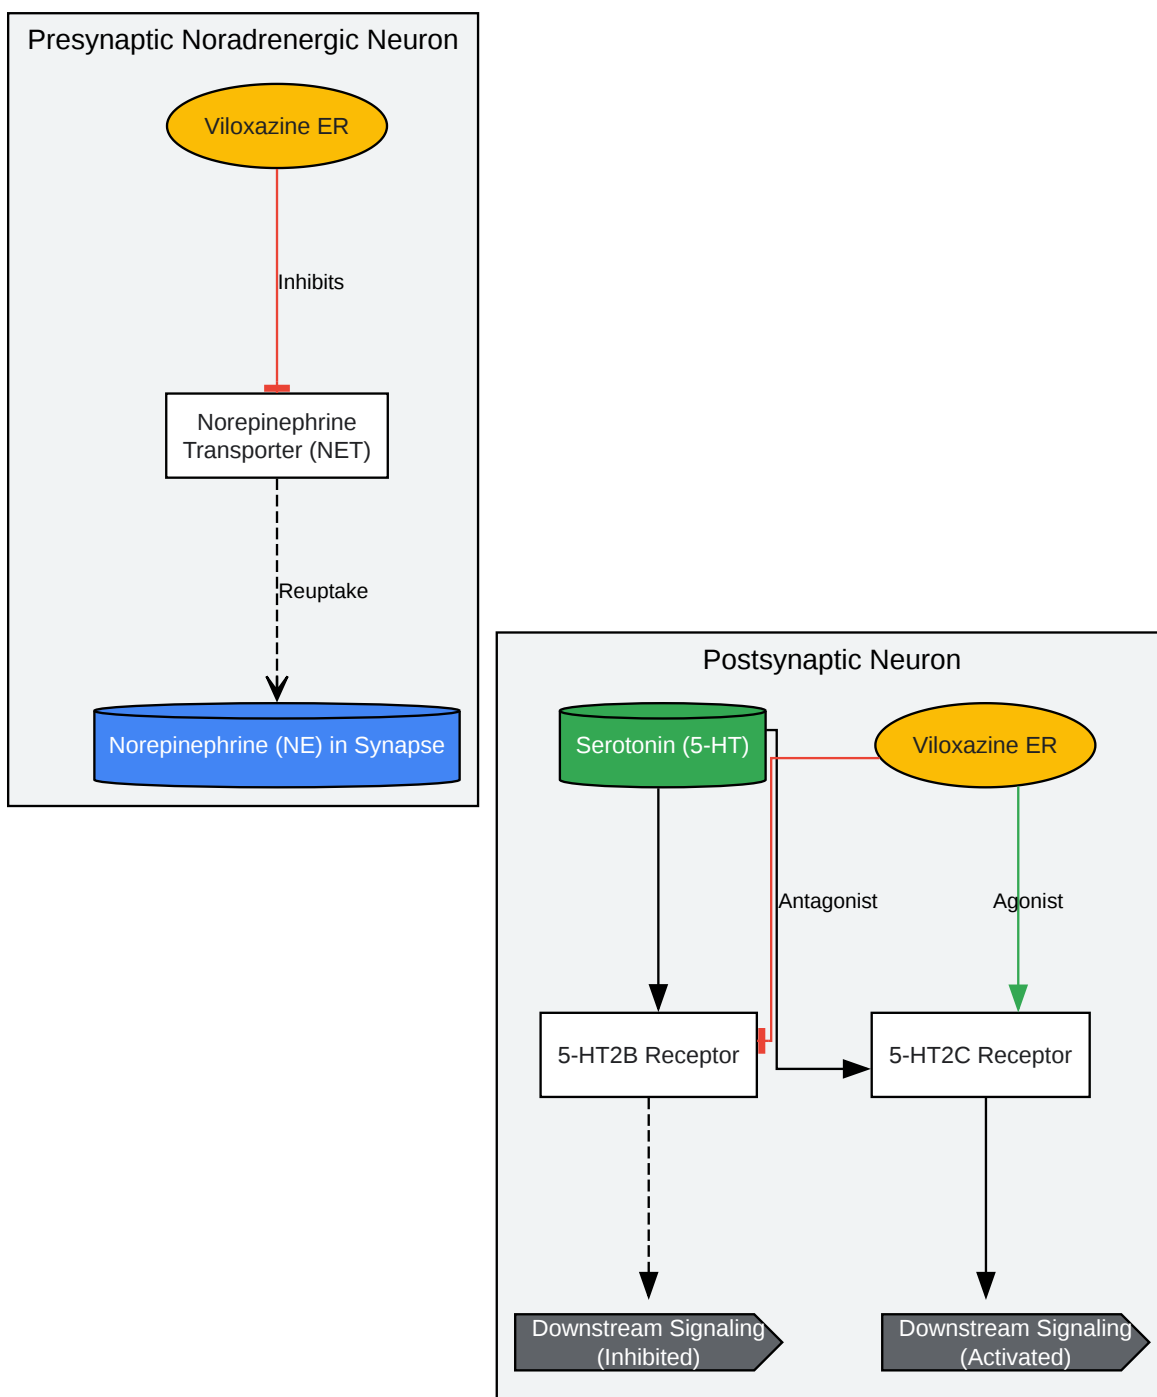 Presynaptic Noradrenergic Neuron
Viloxazine ER
Inhibits
Norepinephrine
Transporter (NET)
Reuptake
Norepinephrine (NE) in Synapse
Postsynaptic Neuron
Serotonin (5-HT)
Viloxazine ER
Antagonist
Agonist
5-HT2B Receptor
5-HT2C Receptor
Downstream Signaling
(Inhibited)
Downstream Signaling
(Activated)